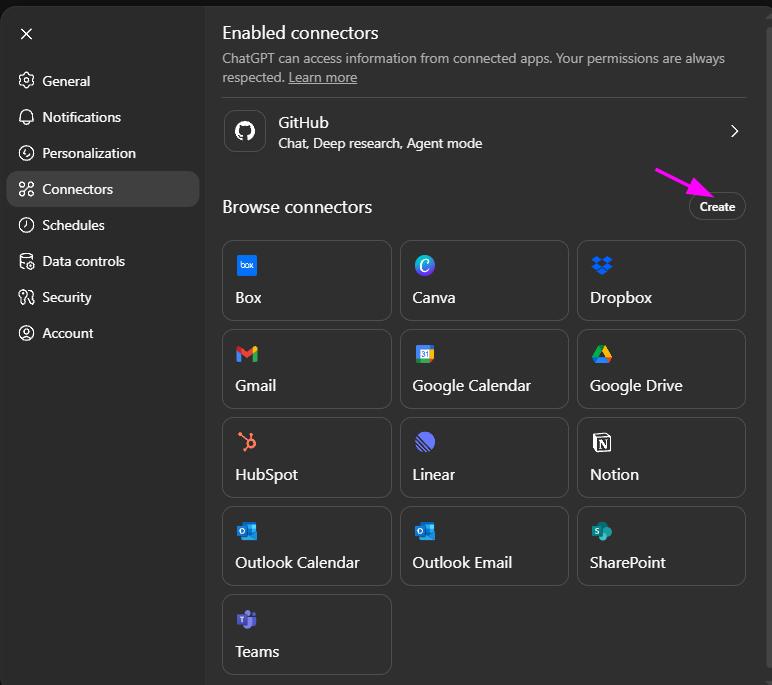 Enabled connectors
ChatGPT can access information from connected apps. Your permissions are always
respected. Learn more
General
Notifications
Personalization
Connectors
Schedules
Data controls
Security
Account
GitHub
Chat, Deep research, Agent mode
Browse connectors
Create
box
Box
C
Canva
Dropbox
Gmail
31
Google Calendar
Google Drive
HubSpot
Linear
N
Notion
O
Outlook Calendar
O
Outlook Email
S
SharePoint
T
Teams